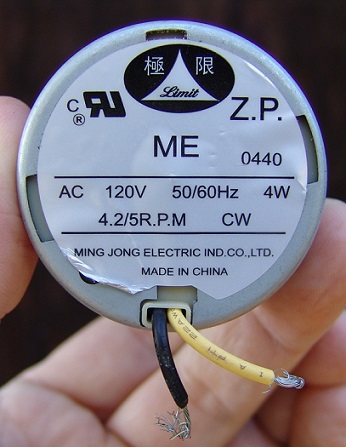 極 限
Limit
c RU ®
Z.P.
ME
0440
AC 120V 50/60Hz 4W
4.2/5R.P.M CW
MING JONG ELECTRIC IND.CO.,LTD.
MADE IN CHINA